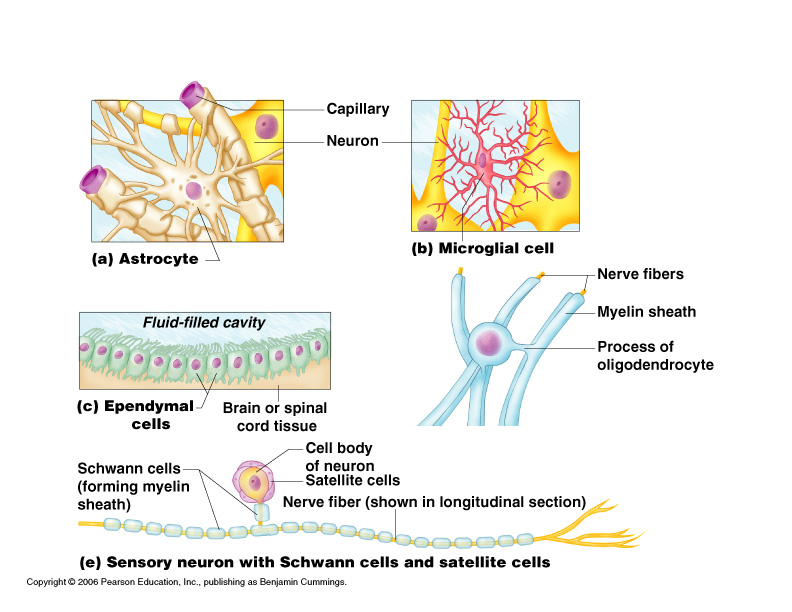 Capillary
Neuron
(a) Astrocyte
(b) Microglial cell
Nerve fibers
Myelin sheath
Process of
oligodendrocyte
Fluid-filled cavity
(c) Ependymal
cells
Brain or spinal
cord tissue
Cell body
of neuron
Satellite cells
Schwann cells
(forming myelin
sheath)
Nerve fiber (shown in longitudinal section)
(e) Sensory neuron with Schwann cells and satellite cells
Copyright © 2006 Pearson Education, Inc., publishing as Benjamin Cummings.